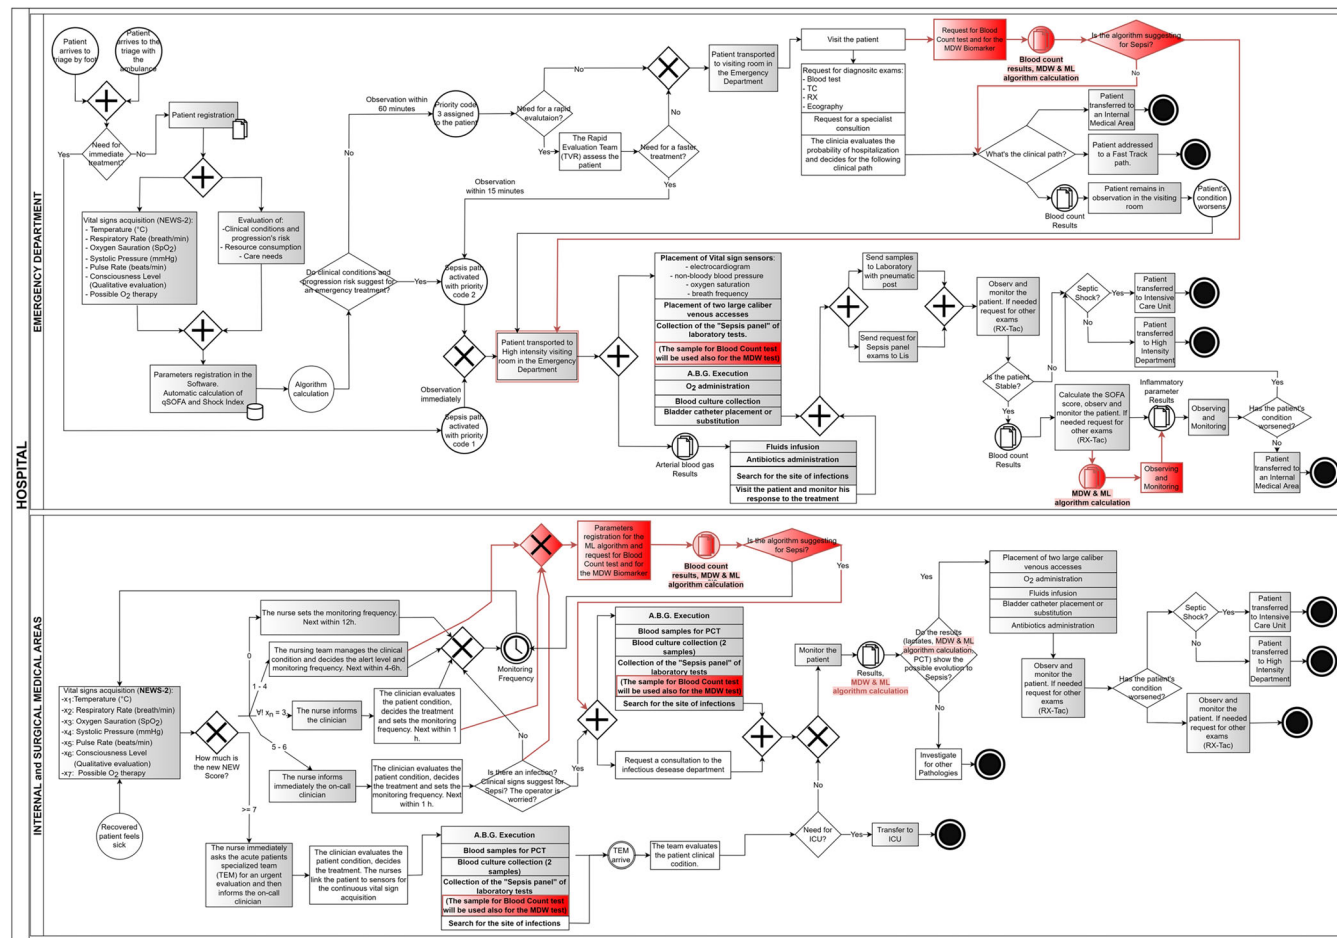 HOSPITAL
EMERGENCY DEPARTMENT
Patient
arrives to
triage by foot
Patient
arrives to the
triage with the
ambulance
Need for
immediate
treatment?
Yes
No
Patient registration
Vital signs acquisition (NEWS-2):
- Temperature (°C)
- Respiratory Rate (breath/min)
- Oxygen Sauration (SpO2)
- Systolic Pressure (mmHg)
- Pulse Rate (beats/min)
- Consciousness Level
(Qualitative evaluation)
- Possible O2 therapy
Evaluation of:
-Clinical conditions and
progression's risk
- Resource consumption
- Care needs
Parameters registration in the
Software.
Automatic calculation of
qSOFA and Shock Index
Algorithm
calculation
Do clinical conditions and
progression risk suggest for
an emergency treatment?
No
Yes
Observation within
60 minutes
Priority code
3 assigned
to the patient
Need for a rapid
evalutaion?
No
Yes
The Rapid
Evaluation Team
(TVR) assess the
patient
Need for a faster
treatment?
No
Yes
Observation
within 15 minutes
Sepsis path
activated
with priority
code 2
Observation
immediately
Sepsis path
activated
with priority
code 1
Patient transported
to visiting room in
the Emergency
Department
Visit the patient
Request for diagnositc exams:
- Blood test
- TC
- RX
- Ecography
Request for a specialist
consultion
The clinicia evaluates the
probability of hospitalization and
decides for the following
clinical path
Request for Blood
Count test and for the
MDW Biomarker
Blood count
results, MDW & ML
algorithm calculation
Is the algorithm suggesting
for Sepsi?
Yes
No
What's the clinical path?
Patient
transferred to
an Internal
Medical Area
Patient addressed
to a Fast Track
path.
Blood count
Results
Patient remains in
observation in the visiting
room
Patient's
condition
worsens
Patient transported to
High intensity visiting
room in the Emergency
Department
Placement of Vital sign sensors:
- electrocardiogram
- non-bloody blood pressure
- oxygen saturation
- breath frequency
Placement of two large caliber
venous accesses
Collection of the "Sepsis panel" of
laboratory tests.
(The sample for Blood Count test
will be used also for the MDW test)
A.B.G. Execution
O2 administration
Blood culture collection
Bladder catheter placement or
substitution
Arterial blood gas
Results
Fluids infusion
Antibiotics administration
Search for the site of infections
Visit the patient and monitor his
response to the treatment
Send samples
to Laboratory
with pneumatic
post
Send request for
Sepsis panel
exams to Lis
Observ and
monitor the
patient. If needed
request for other
exams
(RX-Tac)
Is the patient
Stable?
No
Yes
Blood count
Results
Septic
Shock?
Yes
No
Patient
transferred to
Intensive Care
Unit
Patient
transferred to
High Intensity
Department
Calculate the SOFA
score, observ and
monitor the patient. If
needed request for
other exams
(RX-Tac)
MDW & ML
algorithm calculation
Observing
and
Monitoring
Inflammatory
parameter
Results
Observing
and
Monitoring
Has the patient's
condition
worsened?
Yes
No
Patient
transferred to
an Internal
Medical Area
INTERNAL and SURGICAL MEDICAL AREAS
Vital signs acquisition (NEWS-2):
-x1:Temperature (°C)
-x2: Respiratory Rate (breath/min)
-x3: Oxygen Sauration (SpO2)
-x4: Systolic Pressure (mmHg)
-x5: Pulse Rate (beats/min)
-x6: Consciousness Level
(Qualitative evaluation)
-x7: Possible O2 therapy
Recovered
patient feels
sick
How much is
the new NEW
Score?
0
The nurse sets the monitoring frequency.
Next within 12h.
1 - 4
The nursing team manages the clinical
condition and decides the alert level and
monitoring frequency. Next within 4-6h.
∀! xn = 3
The nurse informs
the clinician
The clinician evaluates
the patient condition,
decides the treatment
and sets the monitoring
frequency. Next within 1
h.
5 - 6
The nurse informs
immediately the on-call
clinician
The clinician evaluates the
patient condition, decides
the treatment and sets the
monitoring frequency. Next
within 1 h.
>= 7
The nurse immediately
asks the acute patients
specialized team
(TEM) for an urgent
evaluation and then
informs the on-call
clinician
The clinician evaluates the
patient condition, decides
the treatment. The nurses
link the patient to sensors for
the continuous vital sign
acquisition
A.B.G. Execution
Blood samples for PCT
Blood culture collection (2
samples)
Collection of the "Sepsis panel" of
laboratory tests
(The sample for Blood Count test
will be used also for the MDW test)
Search for the site of infections
Monitoring
Frequency
Is there an infection?
Clinical signs suggest for
Sepsi? The operator is
worried?
No
Yes
Parameters
registration for the
ML algorithm and
request for Blood
Count test and for
the MDW Biomarker
Blood count
results, MDW & ML
algorithm calculation
Is the algorithm suggesting
for Sepsi?
Yes
A.B.G. Execution
Blood samples for PCT
Blood culture collection (2
samples)
Collection of the "Sepsis panel" of
laboratory tests
(The sample for Blood Count test
will be used also for the MDW test)
Search for the site of infections
Request a consultation to the
infectious desease department
TEM
arrive
The team evaluates
the patient clinical
codition.
Need for
ICU?
No
Yes
Transfer to
ICU
Monitor the
patient
Results,
MDW & ML
algorithm calculation
Do the results
(lactates, MDW & ML
algorithm calculation,
PCT) show the
possible evolution to
Sepsis?
Yes
No
Investigate
for other
Pathologies
Placement of two large caliber
venous accesses
O2 administration
Fluids infusion
Bladder catheter placement or
substitution
Antibiotics administration
Observ and
monitor the patient.
If needed request for
other exams
(RX-Tac)
Has the patient's
condition
worsened?
Yes
No
Septic
Shock?
Yes
No
Patient
transferred to
Intensive Care
Unit
Patient
transferred to
High Intensity
Department
Observ and
monitor the
patient. If needed
request for other
exams
(RX-Tac)